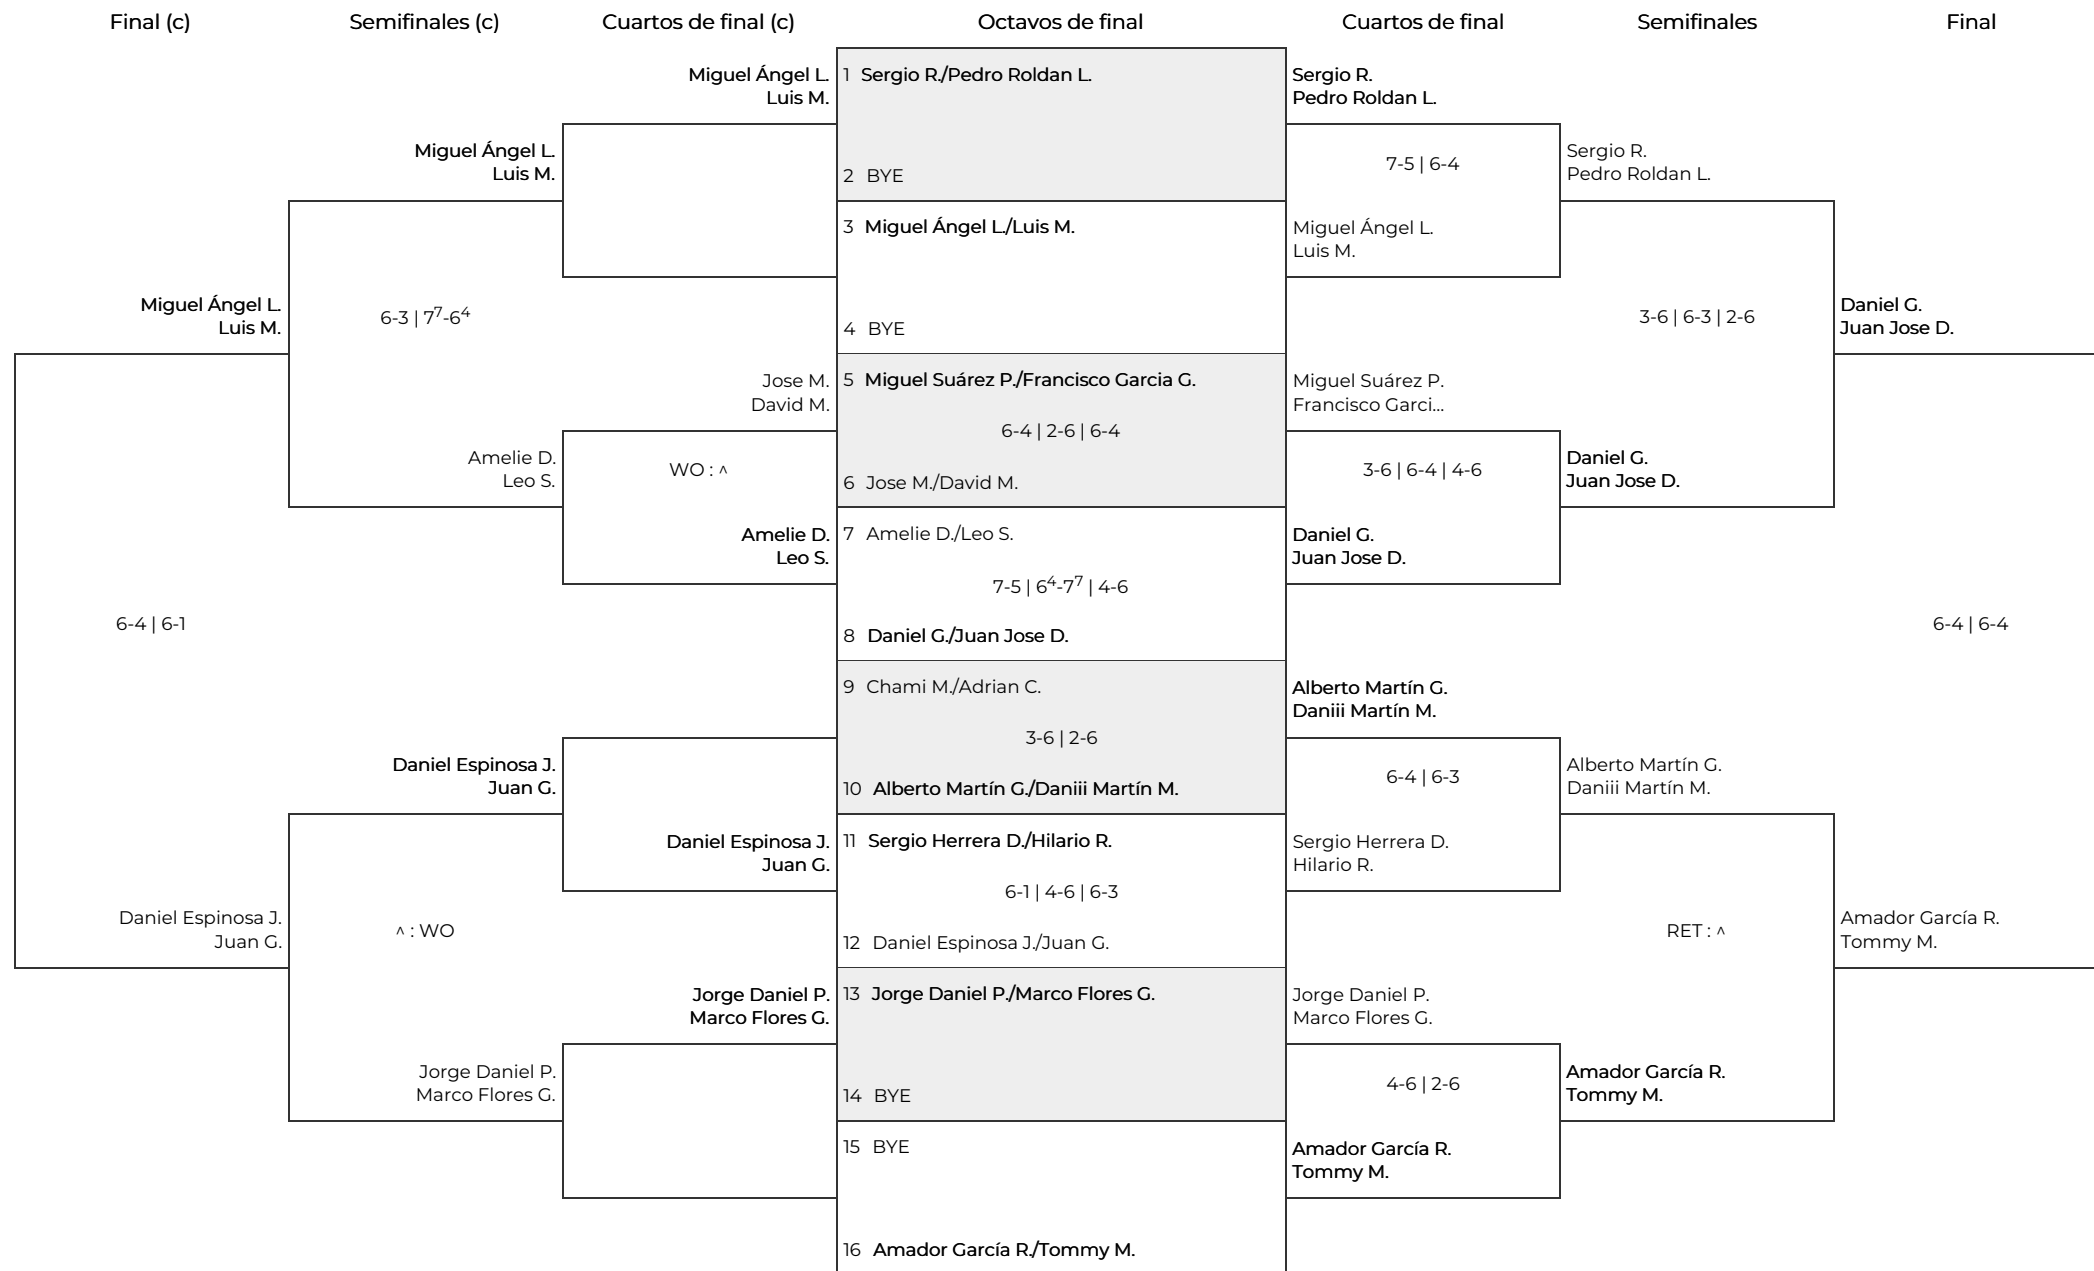 Final (c)
Semifinales (c)
Cuartos de final (c)
Octavos de final
Cuartos de final
Semifinales
Final
Miguel Ángel L.
Luis M.
Miguel Ángel L.
Luis M.
6-4 | 6-1
Daniel Espinosa J.
Juan G.
6-3 | 7⁷-6⁴
Amelie D.
Leo S.
Daniel Espinosa J.
Juan G.
^ : WO
Jorge Daniel P.
Marco Flores G.
Miguel Ángel L.
Luis M.
Jose M.
David M.
WO : ^
Amelie D.
Leo S.
Daniel Espinosa J.
Juan G.
Jorge Daniel P.
Marco Flores G.
1 Sergio R./Pedro Roldan L.
2 BYE
3 Miguel Ángel L./Luis M.
4 BYE
5 Miguel Suárez P./Francisco Garcia G.
6-4 | 2-6 | 6-4
6 Jose M./David M.
7 Amelie D./Leo S.
7-5 | 6⁴-7⁷ | 4-6
8 Daniel G./Juan Jose D.
9 Chami M./Adrian C.
3-6 | 2-6
10 Alberto Martín G./Daniii Martín M.
11 Sergio Herrera D./Hilario R.
6-1 | 4-6 | 6-3
12 Daniel Espinosa J./Juan G.
13 Jorge Daniel P./Marco Flores G.
14 BYE
15 BYE
16 Amador García R./Tommy M.
Sergio R.
Pedro Roldan L.
7-5 | 6-4
Miguel Ángel L.
Luis M.
Miguel Suárez P.
Francisco Garci...
3-6 | 6-4 | 4-6
Daniel G.
Juan Jose D.
Alberto Martín G.
Daniii Martín M.
6-4 | 6-3
Sergio Herrera D.
Hilario R.
Jorge Daniel P.
Marco Flores G.
4-6 | 2-6
Amador García R.
Tommy M.
Sergio R.
Pedro Roldan L.
3-6 | 6-3 | 2-6
Daniel G.
Juan Jose D.
Alberto Martín G.
Daniii Martín M.
RET : ^
Amador García R.
Tommy M.
Daniel G.
Juan Jose D.
6-4 | 6-4
Amador García R.
Tommy M.